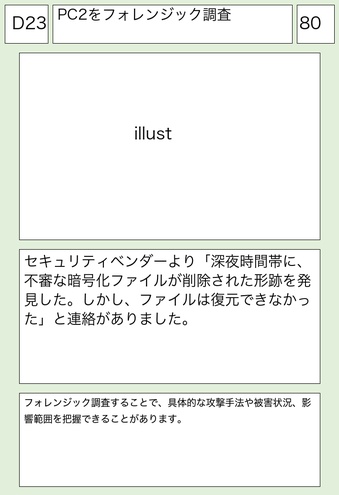 D23
PC2をフォレンジック調査
80
illust
セキュリティベンダーより「深夜時間帯に、
不審な暗号化ファイルが削除された形跡を発
見した。しかし、ファイルは復元できなかっ
た」と連絡がありました。
フォレンジック調査することで、具体的な攻撃手法や被害状況、影
響範囲を把握できることがあります。